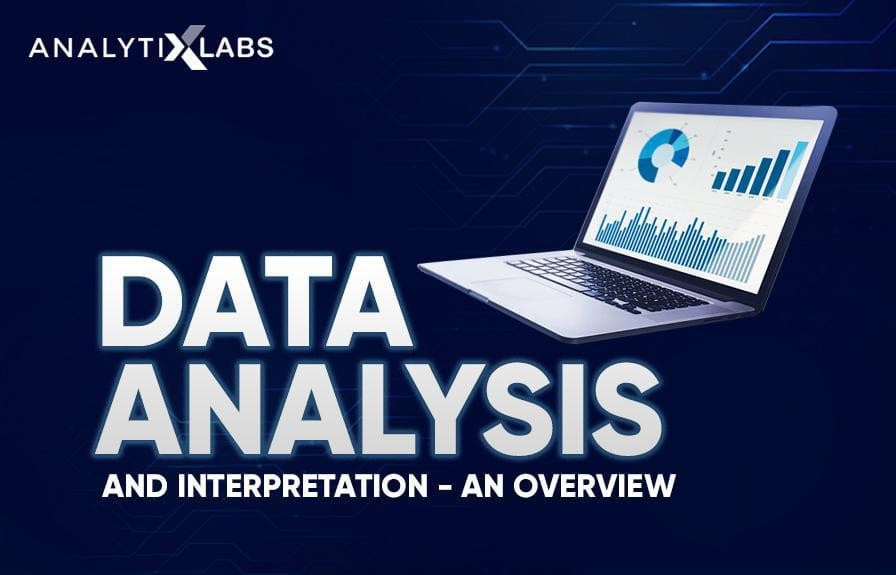 ANALYTIXLABS
DATA
ANALYSIS
AND INTERPRETATION - AN OVERVIEW